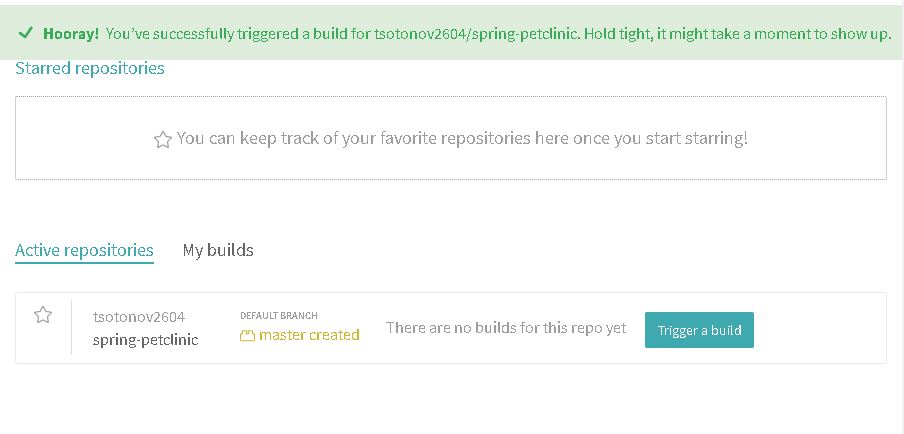 Hooray! You've successfully triggered a build for tsotonov2604/spring-petclinic. Hold tight, it might take a moment to show up.
Starred repositories
You can keep track of your favorite repositories here once you start starring!
Active repositories My builds
tsotonov2604
spring-petclinic
DEFAULT BRANCH
master created
There are no builds for this repo yet
Trigger a build